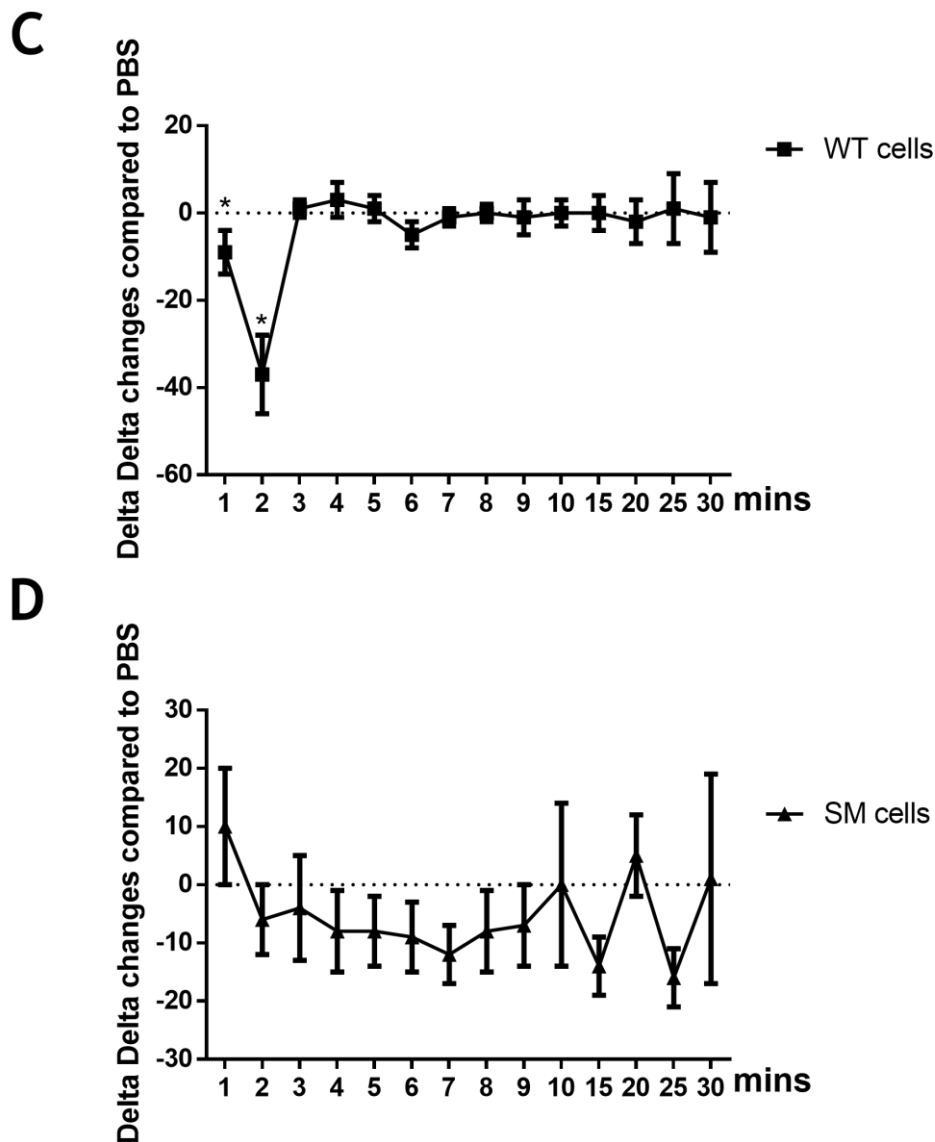 C
Delta Delta changes compared to PBS
20
0
-20
-40
-60
*
*
WT cells
1 2 3 4 5 6 7 8 9 10 15 20 25 30 mins
D
Delta Delta changes compared to PBS
30
20
10
0
-10
-20
-30
SM cells
1 2 3 4 5 6 7 8 9 10 15 20 25 30 mins